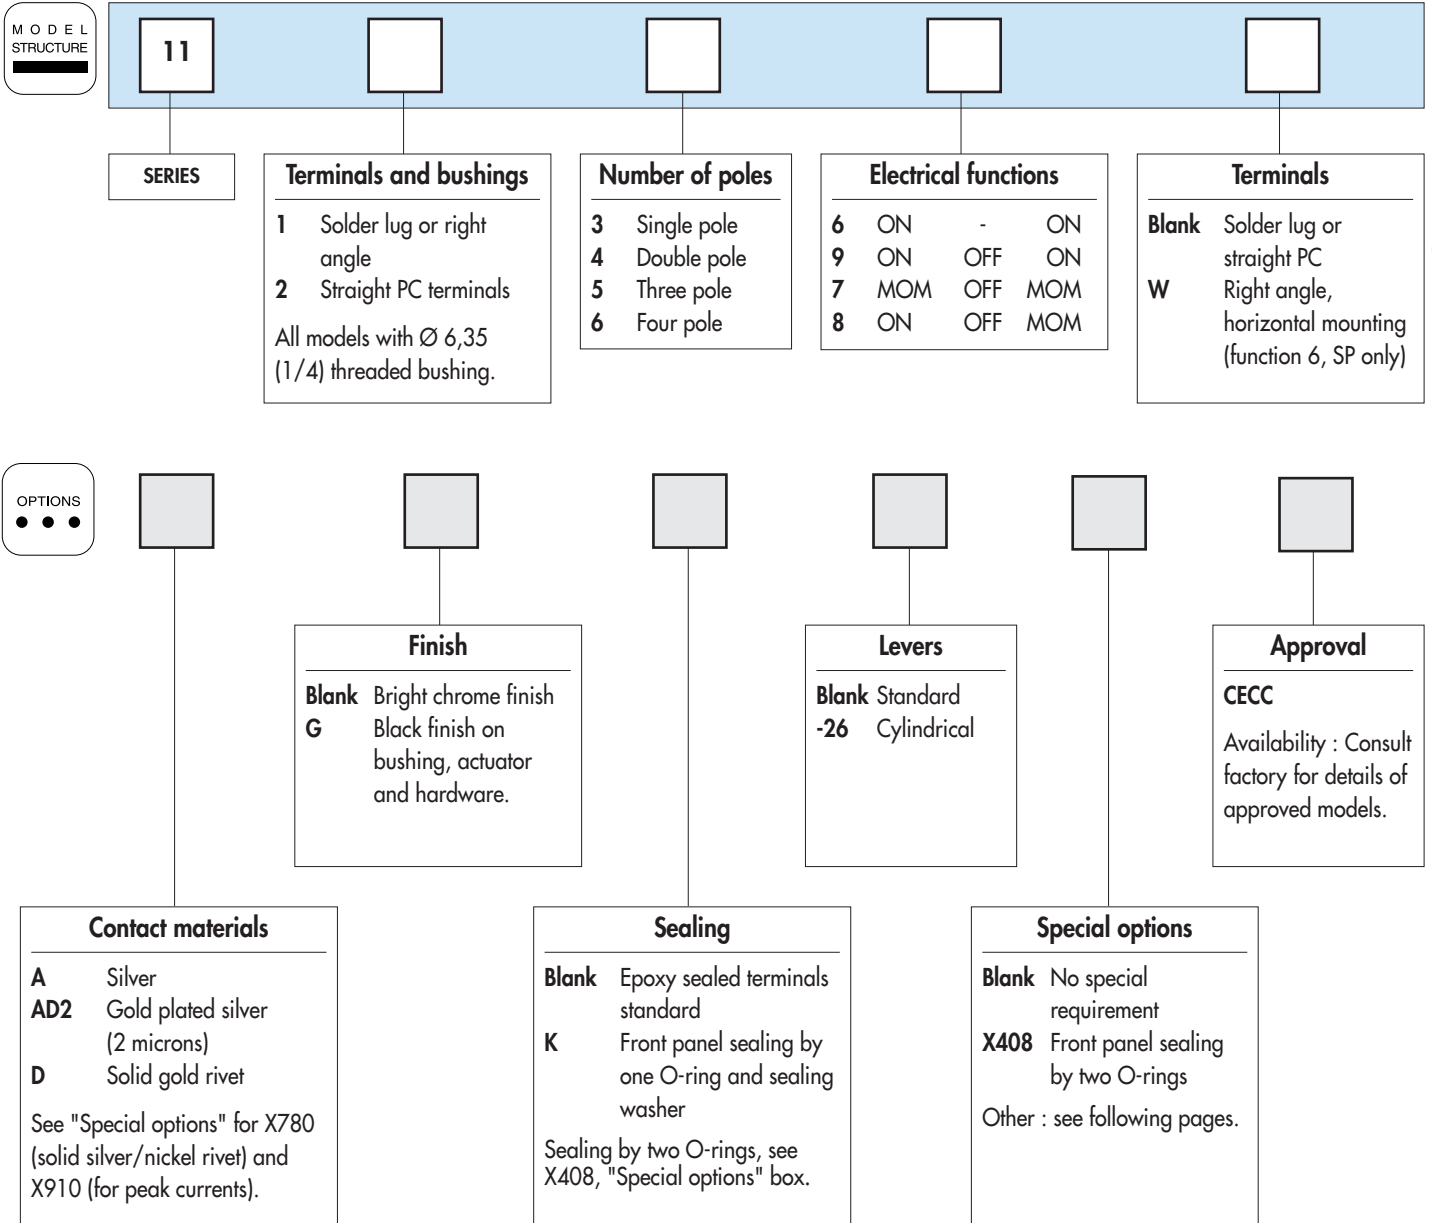 MODEL
STRUCTURE
11
SERIES
Terminals and bushings
1 Solder lug or right
angle
2 Straight PC terminals
All models with Ø 6,35
(1/4) threaded bushing.
Number of poles
3 Single pole
4 Double pole
5 Three pole
6 Four pole
Electrical functions
6 ON - ON
9 ON OFF ON
7 MOM OFF MOM
8 ON OFF MOM
Terminals
Blank Solder lug or
straight PC
W Right angle,
horizontal mounting
(function 6, SP only)
OPTIONS
Finish
Blank Bright chrome finish
G Black finish on
bushing, actuator
and hardware.
Levers
Blank Standard
-26 Cylindrical
Approval
CECC
Availability : Consult
factory for details of
approved models.
Contact materials
A Silver
AD2 Gold plated silver
(2 microns)
D Solid gold rivet
See "Special options" for X780
(solid silver/nickel rivet) and
X910 (for peak currents).
Sealing
Blank Epoxy sealed terminals
standard
K Front panel sealing by
one O-ring and sealing
washer
Sealing by two O-rings, see
X408, "Special options" box.
Special options
Blank No special
requirement
X408 Front panel sealing
by two O-rings
Other : see following pages.